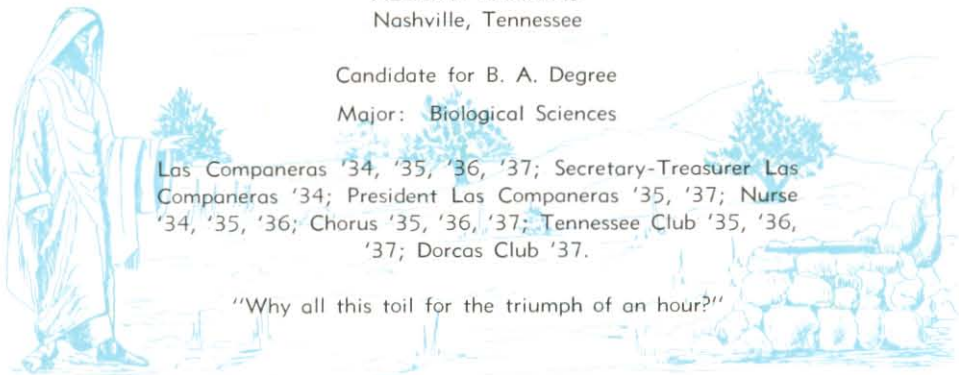 Nashville, Tennessee
Candidate for B. A. Degree
Major: Biological Sciences
Las Companeras '34, '35, '36, '37; Secretary-Treasurer Las
Companeras '34; President Las Companeras '35, '37; Nurse
'34, '35, '36; Chorus '35, '36, '37; Tennessee Club '35, '36,
'37; Dorcas Club '37.
"Why all this toil for the triumph of an hour?"